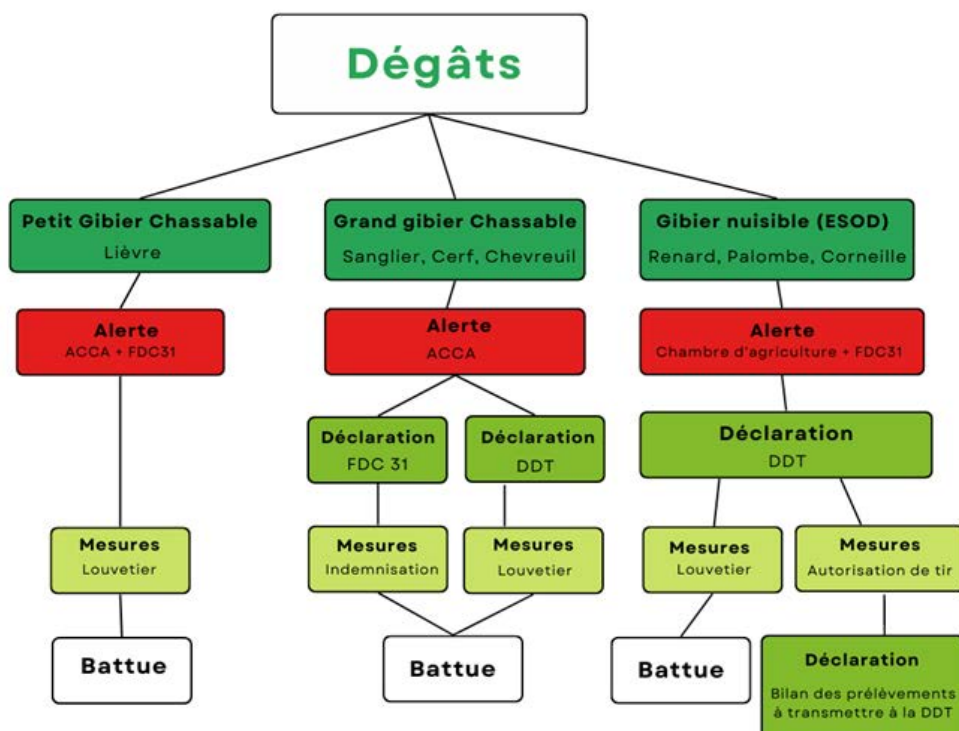 Dégâts
Petit Gibier Chassable
Lièvre
Grand gibier Chassable
Sanglier, Cerf, Chevreuil
Gibier nuisible (ESOD)
Renard, Palombe, Corneille
Alerte
ACCA + FDC31
Alerte
ACCA
Alerte
Chambre d'agriculture + FDC31
Déclaration
FDC 31
Déclaration
DDT
Déclaration
DDT
Mesures
Louvetier
Mesures
Indemnisation
Mesures
Louvetier
Mesures
Louvetier
Mesures
Autorisation de tir
Battue
Battue
Battue
Déclaration
Bilan des prélèvements
à transmettre à la DDT